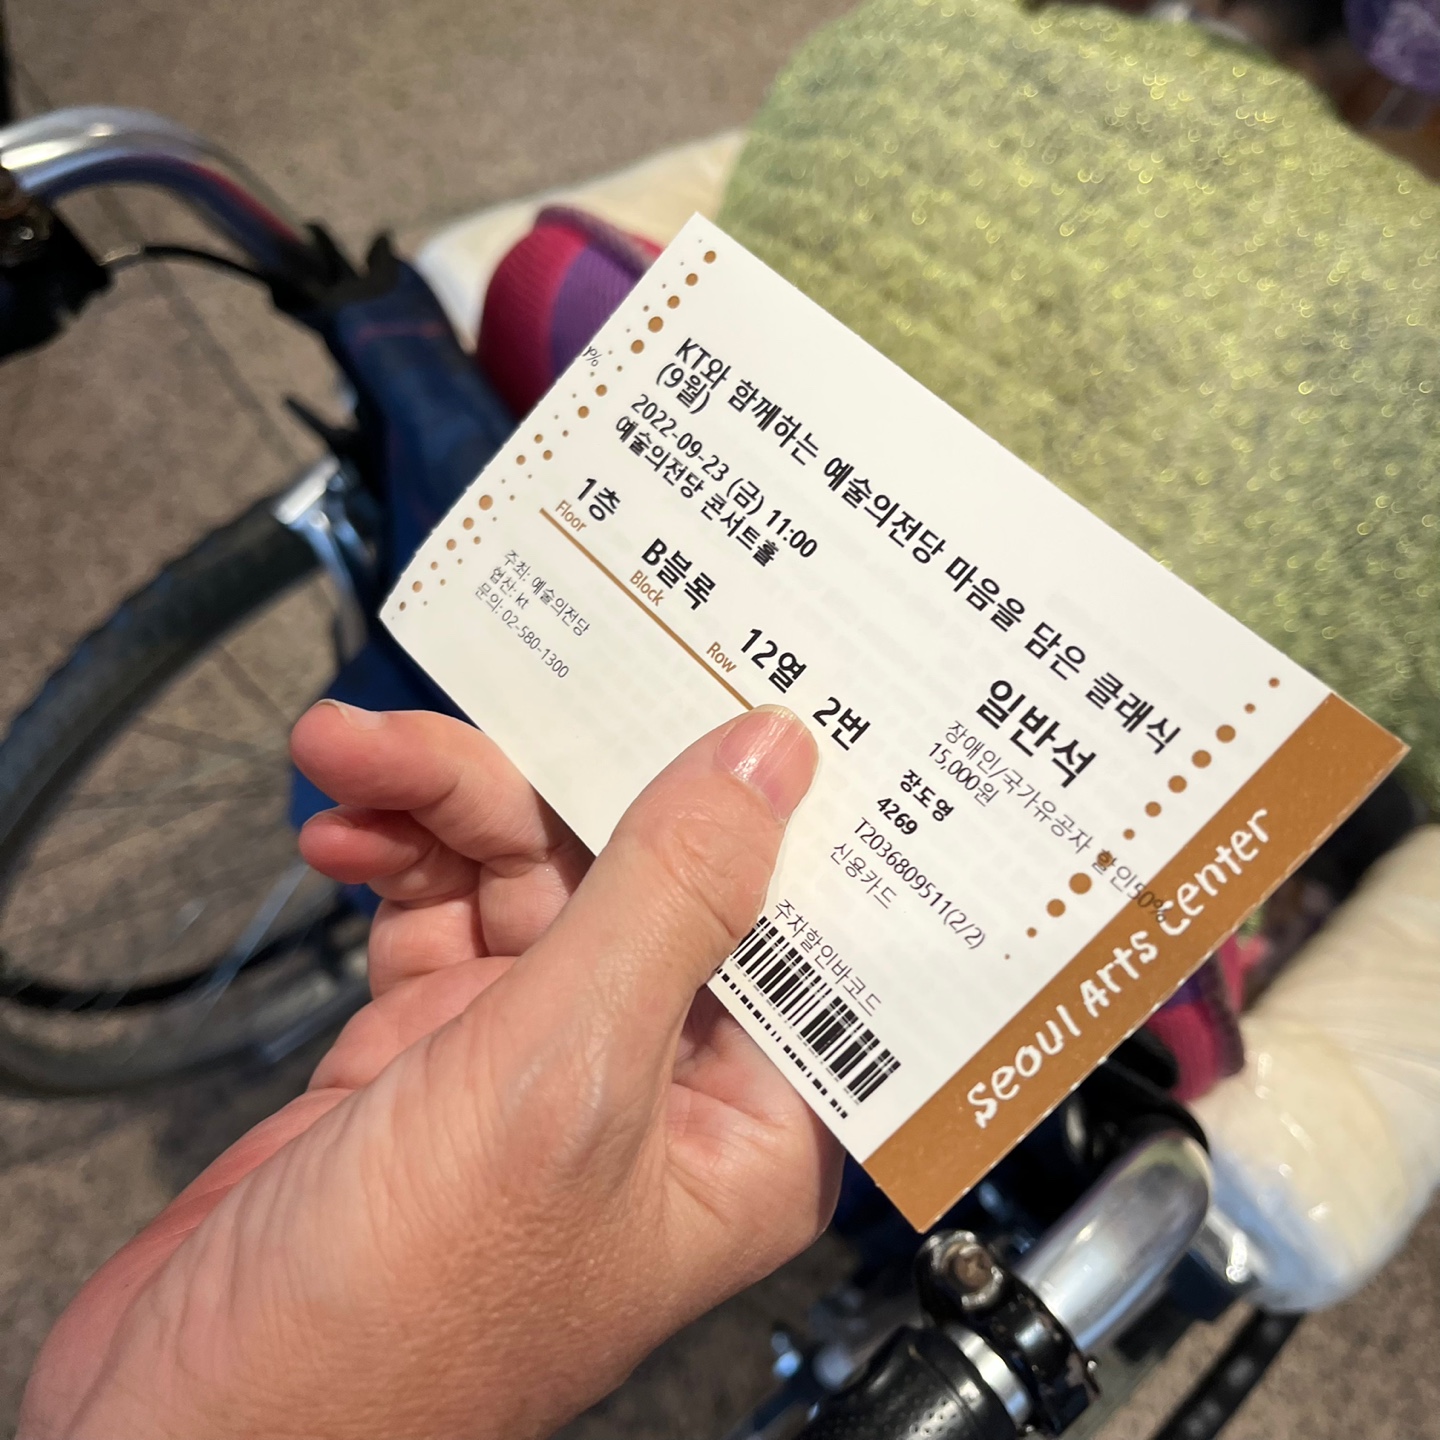 KT와 함께하는 예술의전당 마음을 담은 클래식
(9월)
2022-09-23 (금) 11:00
예술의전당 콘서트홀
1층 B블록 12열 2번
Floor Block Row
주최: 예술의전당
협찬: kt
문의: 02-580-1300
일반석
장애인/국가유공자 할인50%
15,000원
장도영
4269
T2036809511(2/2)
신용카드
주차할인바코드
Seoul Arts Center